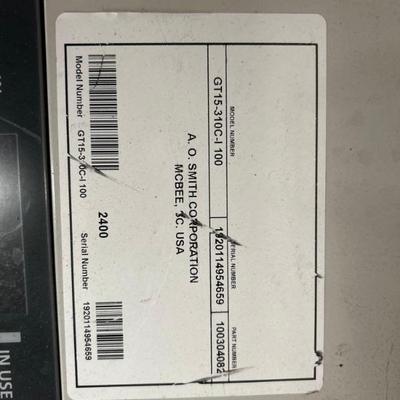 MODEL NUMBER SERIAL NUMBER PART NUMBER
GT15-310C-I 100 1920114954659 100304082
A. O. SMITH CORPORATION
MCBEE, SC. USA
2400
Model Number GT15-310C-I 100 Serial Number 1920114954659
IN USE